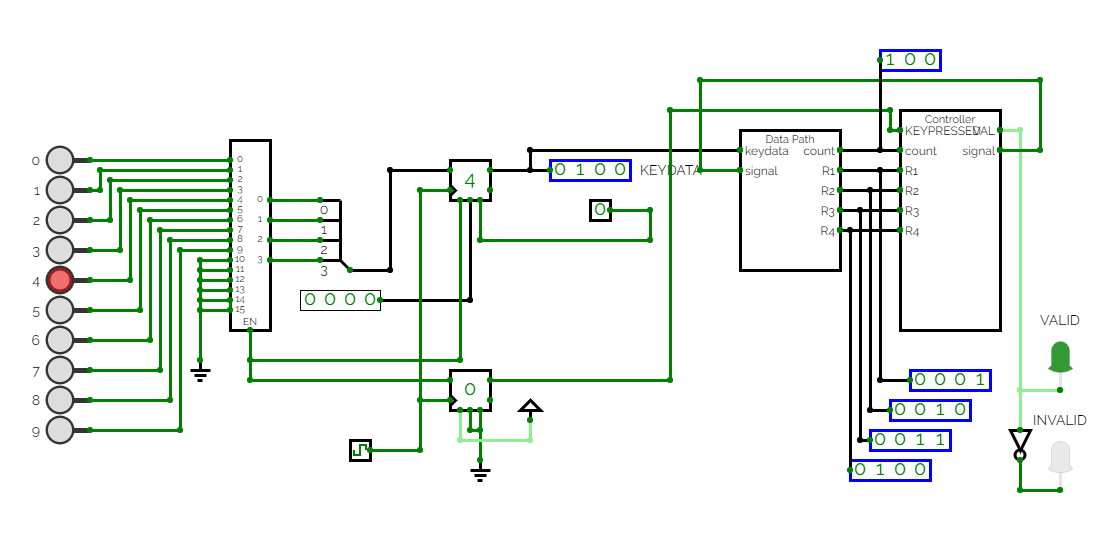 0
1
2
3
4
5
6
7
8
9
0
1
2
3
4
5
6
7
8
9
10
11
12
13
14
15
EN
0
1
2
3
0
1
2
3
0 0 0 0
4
0
0 1 0 0
KEYDATA
0
Data Path
keydata count
signal R1
R2
R3
R4
1 0 0
Controller
KEYPRESSED VAL
count signal
R1
R2
R3
R4
0 0 0 1
0 0 1 0
0 0 1 1
0 1 0 0
VALID
INVALID